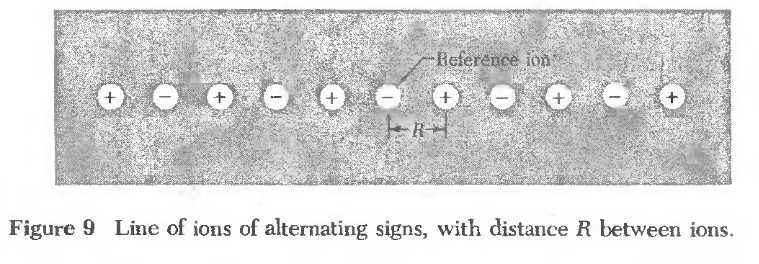 Reference ion
+ − + − + − + − + − +
R
Figure 9 Line of ions of alternating signs, with distance R between ions.